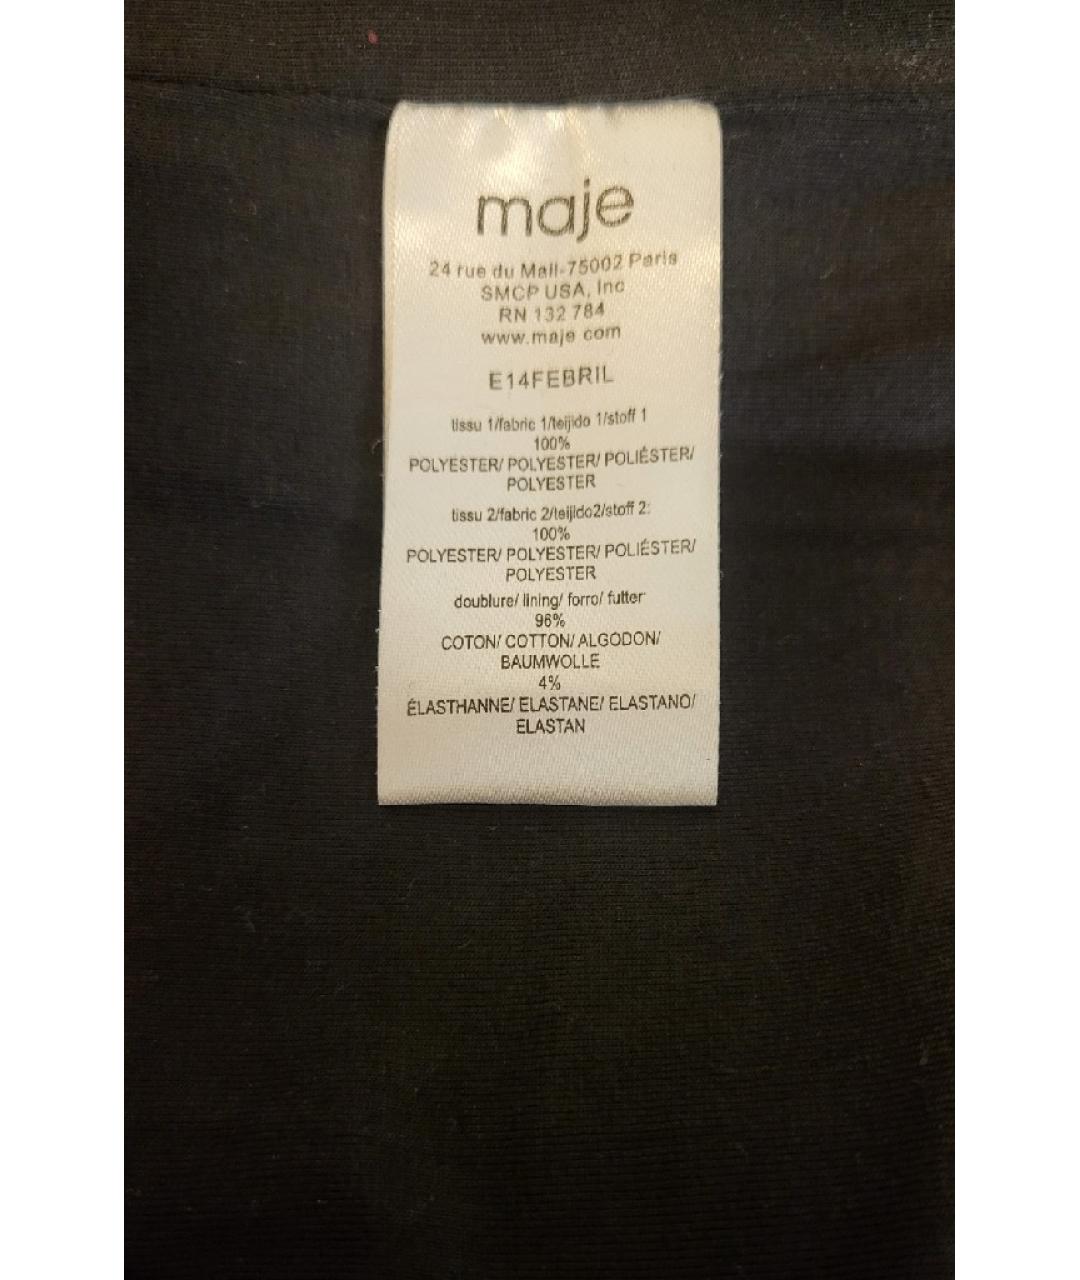 maje
24 rue du Mail-75002 Paris
SMCP USA, Inc
RN 132 784
www.maje com
E14FEBRIL
tissu 1/fabric 1/teijido 1/stoff 1
100%
POLYESTER/ POLYESTER/ POLIÉSTER/
POLYESTER
tissu 2/fabric 2/teijido2/stoff 2:
100%
POLYESTER/ POLYESTER/ POLIÉSTER/
POLYESTER
doublure/ lining/ forro/ futter
96%
COTON/ COTTON/ ALGODON/
BAUMWOLLE
4%
ÉLASTHANNE/ ELASTANE/ ELASTANO/
ELASTAN